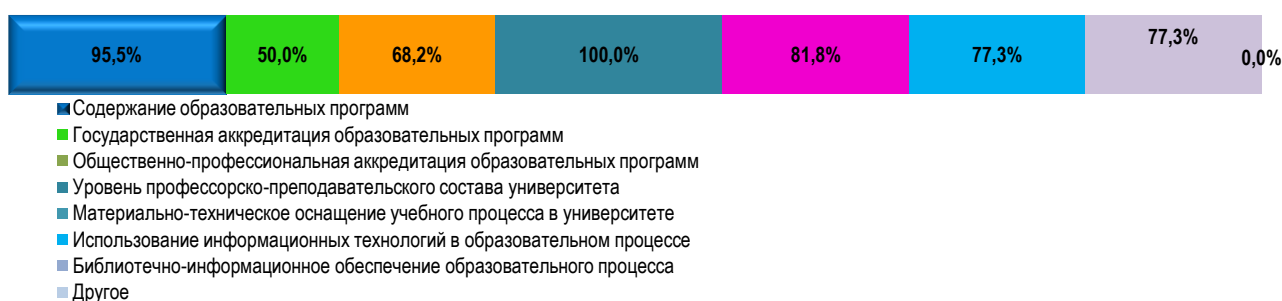 95,5% 50,0% 68,2% 100,0% 81,8% 77,3% 77,3% 0,0%
Содержание образовательных программ
Государственная аккредитация образовательных программ
Общественно-профессиональная аккредитация образовательных программ
Уровень профессорско-преподавательского состава университета
Материально-техническое оснащение учебного процесса в университете
Использование информационных технологий в образовательном процессе
Библиотечно-информационное обеспечение образовательного процесса
Другое